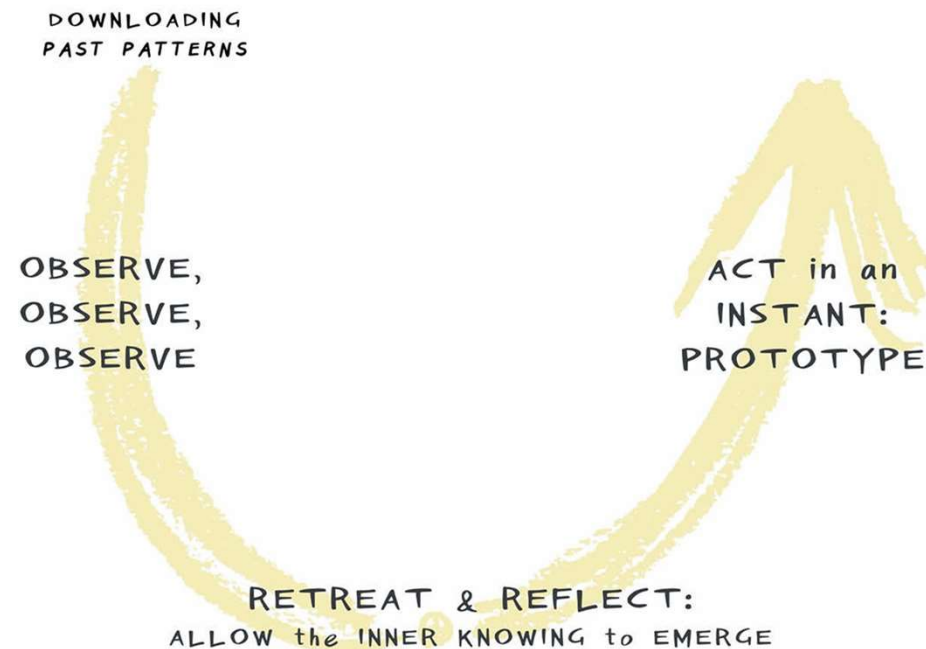 DOWNLOADING
PAST PATTERNS
OBSERVE,
OBSERVE,
OBSERVE
ACT in an
INSTANT:
PROTOTYPE
RETREAT & REFLECT:
ALLOW the INNER KNOWING to EMERGE